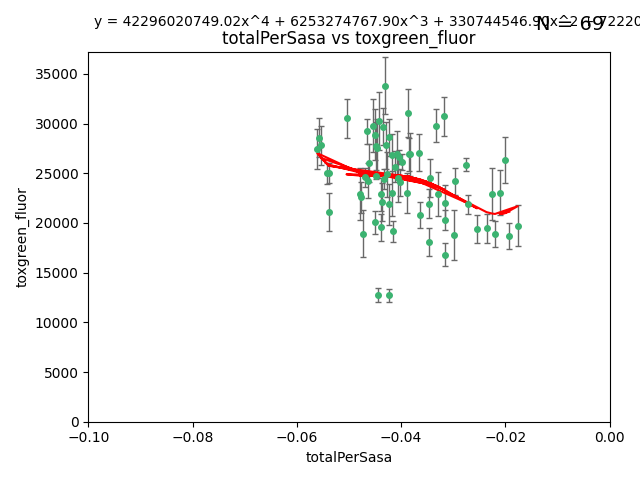 y = 42296020749.02x^4 + 6253274767.90x^3 + 330744546.90x^2 + 
N = 69
totalPerSasa vs toxgreen_fluor
35000
30000
25000
20000
15000
10000
5000
0
toxgreen_fluor
−0.10 −0.08 −0.06 −0.04 −0.02 0.00
totalPerSasa